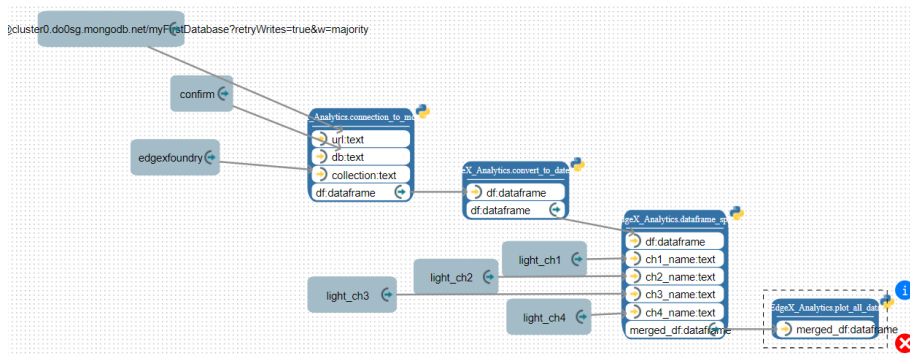 @cluster0.do0sg.mongodb.net/myFirstDatabase?retryWrites=true&w=majority
confirm
edgexfoundry
_Analytics.connection_to_mo
url:text
db:text
collection:text
df:dataframe
eX_Analytics.convert_to_date
df:dataframe
df:dataframe
dgeX_Analytics.dataframe_sp
df:dataframe
ch1_name:text
ch2_name:text
ch3_name:text
ch4_name:text
merged_df:dataframe
light_ch1
light_ch2
light_ch3
light_ch4
EdgeX_Analytics.plot_all_data
merged_df:dataframe